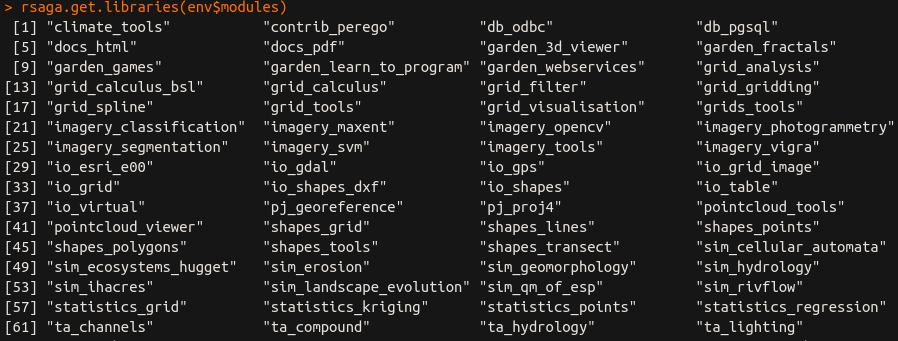 > rsaga.get.libraries(env$modules)
[1] "climate_tools" "contrib_perego" "db_odbc" "db_pgsql"
[5] "docs_html" "docs_pdf" "garden_3d_viewer" "garden_fractals"
[9] "garden_games" "garden_learn_to_program" "garden_webservices" "grid_analysis"
[13] "grid_calculus_bsl" "grid_calculus" "grid_filter" "grid_gridding"
[17] "grid_spline" "grid_tools" "grid_visualisation" "grids_tools"
[21] "imagery_classification" "imagery_maxent" "imagery_opencv" "imagery_photogrammetry"
[25] "imagery_segmentation" "imagery_svm" "imagery_tools" "imagery_vigra"
[29] "io_esri_e00" "io_gdal" "io_gps" "io_grid_image"
[33] "io_grid" "io_shapes_dxf" "io_shapes" "io_table"
[37] "io_virtual" "pj_georeference" "pj_proj4" "pointcloud_tools"
[41] "pointcloud_viewer" "shapes_grid" "shapes_lines" "shapes_points"
[45] "shapes_polygons" "shapes_tools" "shapes_transect" "sim_cellular_automata"
[49] "sim_ecosystems_hugget" "sim_erosion" "sim_geomorphology" "sim_hydrology"
[53] "sim_ihacres" "sim_landscape_evolution" "sim_qm_of_esp" "sim_rivflow"
[57] "statistics_grid" "statistics_kriging" "statistics_points" "statistics_regression"
[61] "ta_channels" "ta_compound" "ta_hydrology" "ta_lighting"